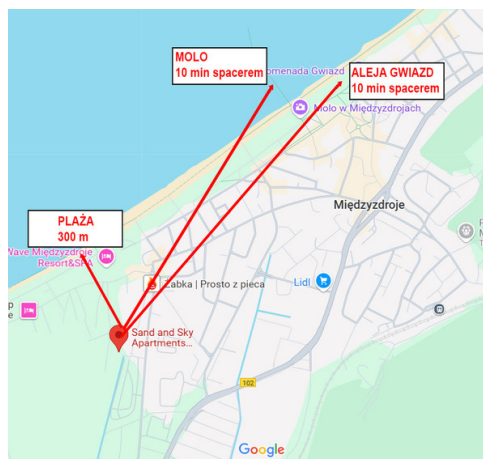 MOLO
10 min spacerem
omenada Gwiazd
ALEJA GWIAZD
10 min spacerem
Molo w Międzyzdrojach
Międzyzdroje
PLAŻA
300 m
Wave Międzyzdroje
Resort&SPA
Żabka | Prosto z pieca
Lidl
Sand and Sky
Apartments...
102
Google